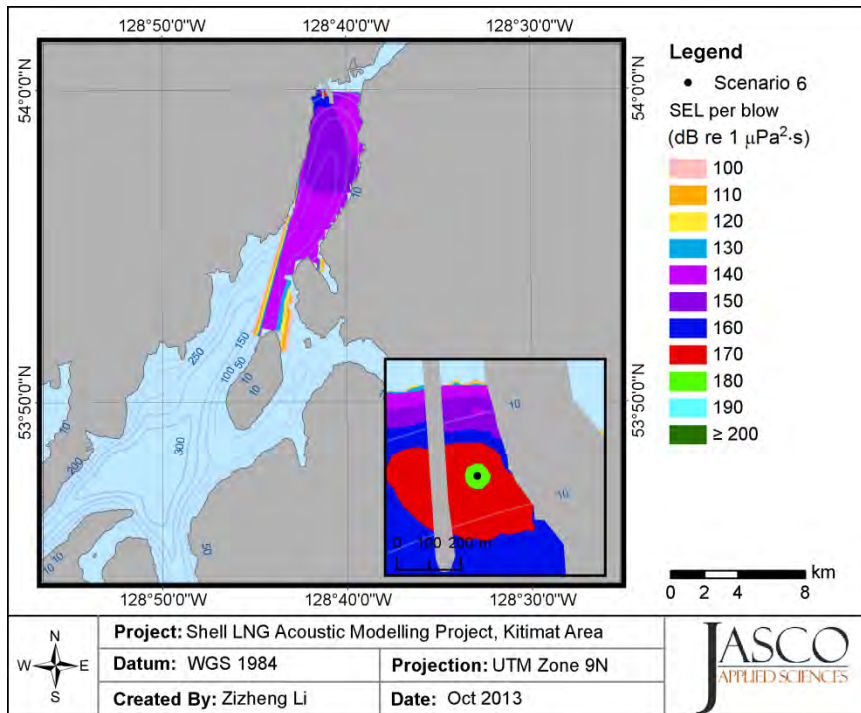 128°50'0"W 128°40'0"W 128°30'0"W
54°0'0"N 54°0'0"N
53°50'0"N 53°50'0"N
10
150
250
100
50
10
10
300
200
10
10
10
50
10
10
0 100 200 m
128°50'0"W 128°40'0"W 128°30'0"W
Legend
Scenario 6
SEL per blow
(dB re 1 µPa²·s)
100
110
120
130
140
150
160
170
180
190
≥ 200
km
0 2 4 8
N
W E
S
Project: Shell LNG Acoustic Modelling Project, Kitimat Area
Datum: WGS 1984
Projection: UTM Zone 9N
Created By: Zizheng Li
Date: Oct 2013
JASCO
APPLIED SCIENCES